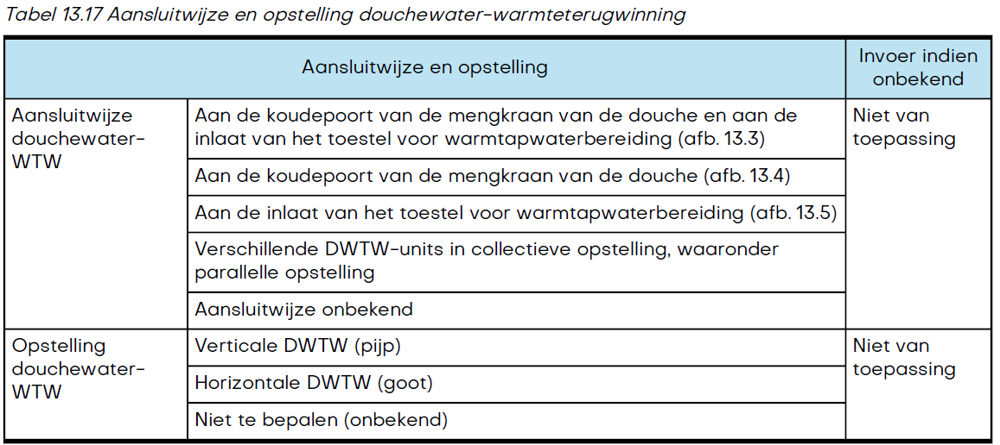 Tabel 13.17 Aansluitwijze en opstelling douchewater-warmteterugwinning
Aansluitwijze en opstelling
Invoer indien
onbekend
Aansluitwijze
douchewater-
WTW
Aan de koudepoort van de mengkraan van de douche en aan de
inlaat van het toestel voor warmtapwaterbereiding (afb. 13.3)
Niet van
toepassing
Aan de koudepoort van de mengkraan van de douche (afb. 13.4)
Aan de inlaat van het toestel voor warmtapwaterbereiding (afb. 13.5)
Verschillende DWTW-units in collectieve opstelling, waaronder
parallelle opstelling
Aansluitwijze onbekend
Opstelling
douchewater-
WTW
Verticale DWTW (pijp)
Niet van
toepassing
Horizontale DWTW (goot)
Niet te bepalen (onbekend)